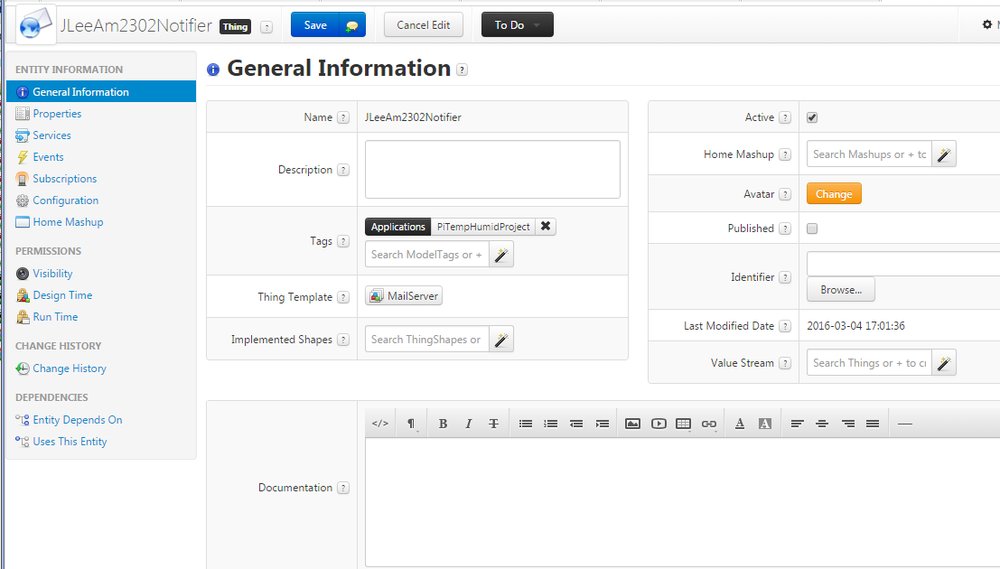 JLeeAm2302Notifier Thing ? Save Cancel Edit To Do
ENTITY INFORMATION
General Information
Properties
Services
Events
Subscriptions
Configuration
Home Mashup
PERMISSIONS
Visibility
Design Time
Run Time
CHANGE HISTORY
Change History
DEPENDENCIES
Entity Depends On
Uses This Entity
General Information ?
Name ? JLeeAm2302Notifier
Description ?
Tags ? Applications PiTempHumidProject ✖
Search ModelTags or +
Thing Template ? MailServer
Implemented Shapes ? Search ThingShapes or
Active ?
Home Mashup ? Search Mashups or + to
Avatar ? Change
Published ?
Identifier ?
Browse...
Last Modified Date ? 2016-03-04 17:01:36
Value Stream ? Search Things or + to cr
Documentation ?